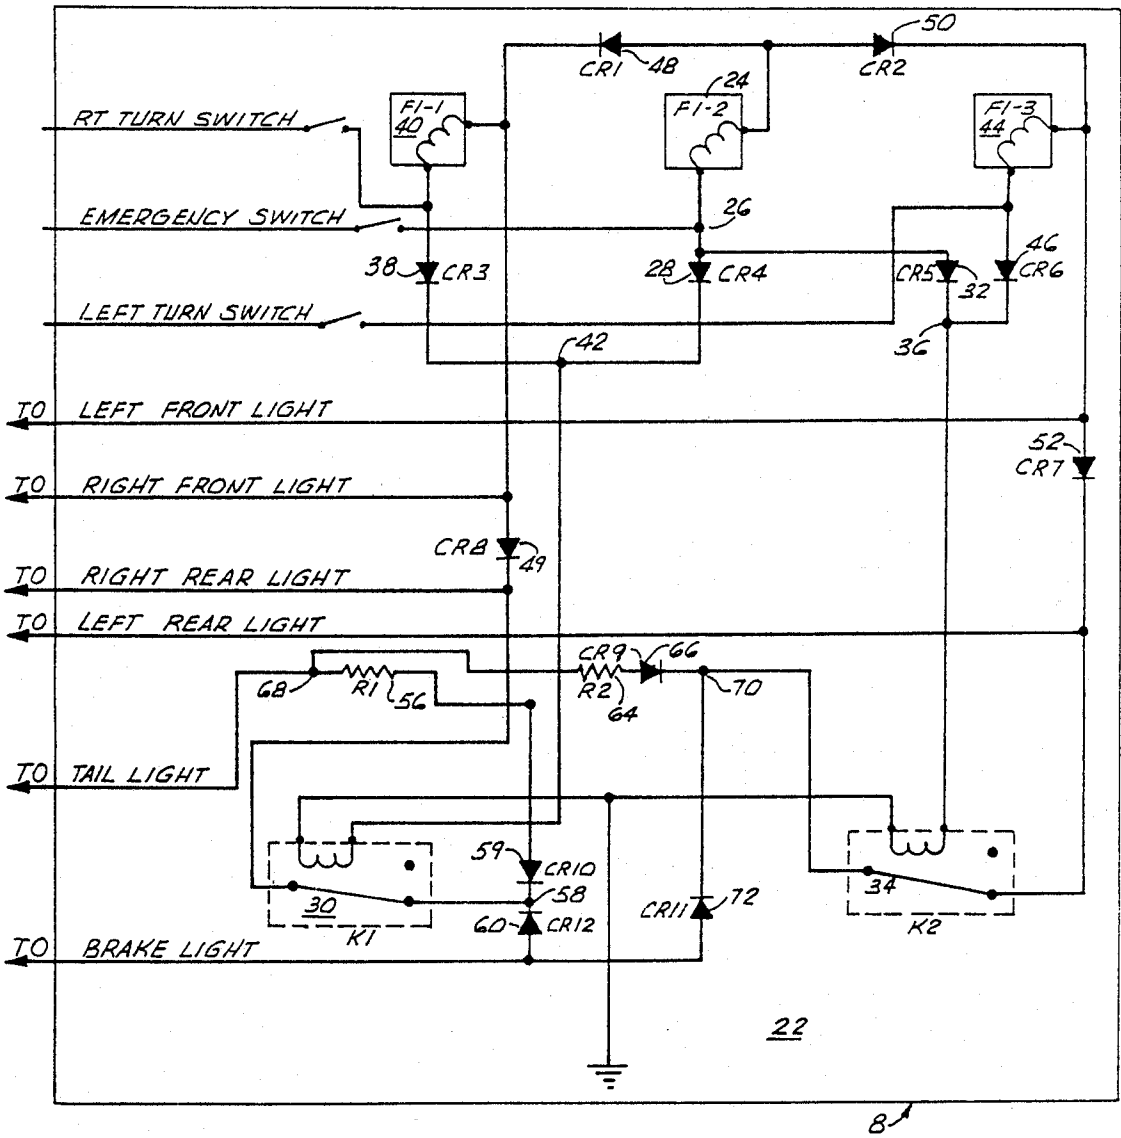 50
CR1 48
CR2
24
F1-1
40
F1-2
F1-3
44
RT TURN SWITCH
EMERGENCY SWITCH
26
38 CR3
28 CR4
CR5 32
46
CR6
LEFT TURN SWITCH
36
42
TO LEFT FRONT LIGHT
52
CR7
TO RIGHT FRONT LIGHT
CR8 49
TO RIGHT REAR LIGHT
TO LEFT REAR LIGHT
CR9 66
68 R1 56
R2 64
70
TO TAIL LIGHT
59 CR10
58
30
K1
60 CR12
CR11 72
34
K2
TO BRAKE LIGHT
22
8